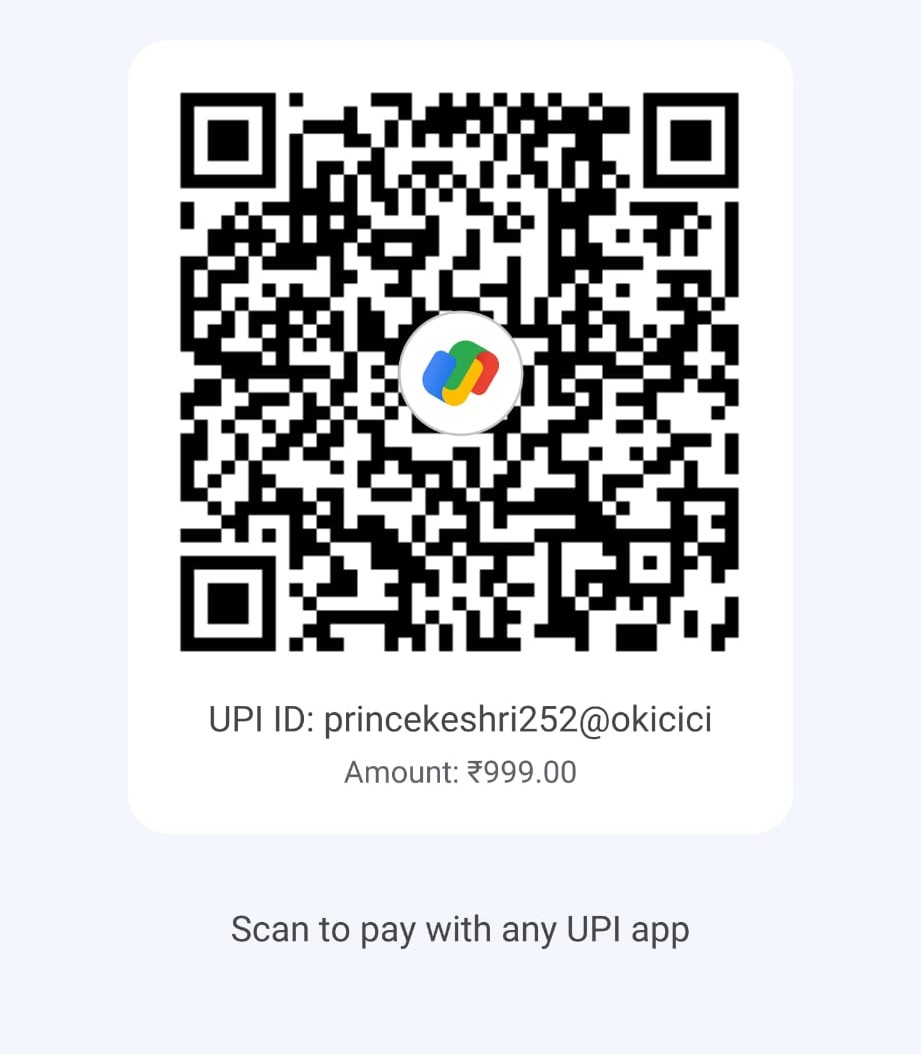 UPI ID: princekeshri252@okicici
Amount: ₹999.00
Scan to pay with any UPI app